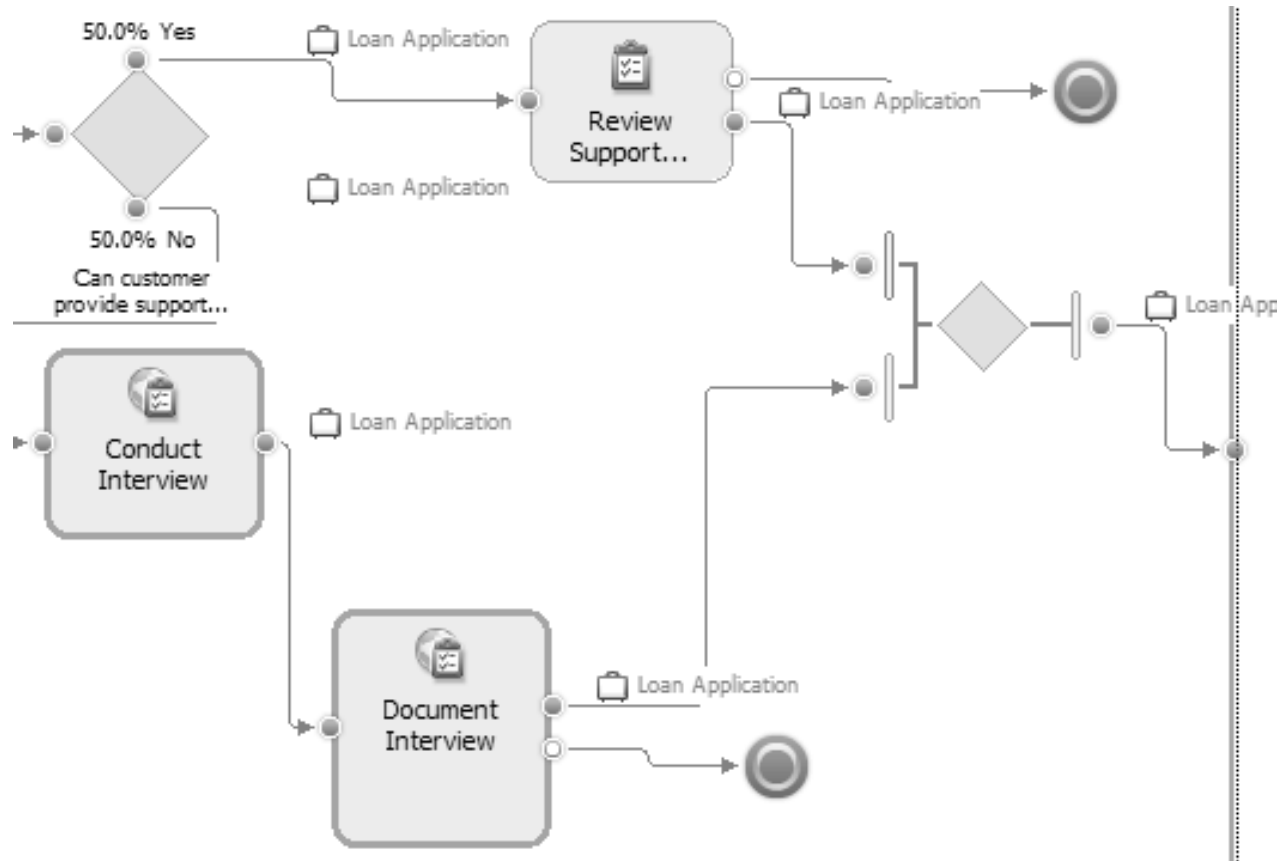 50.0% Yes
Loan Application
Review
Support...
Loan Application
Loan Application
50.0% No
Can customer
provide support...
Loan App
Conduct
Interview
Loan Application
Document
Interview
Loan Application